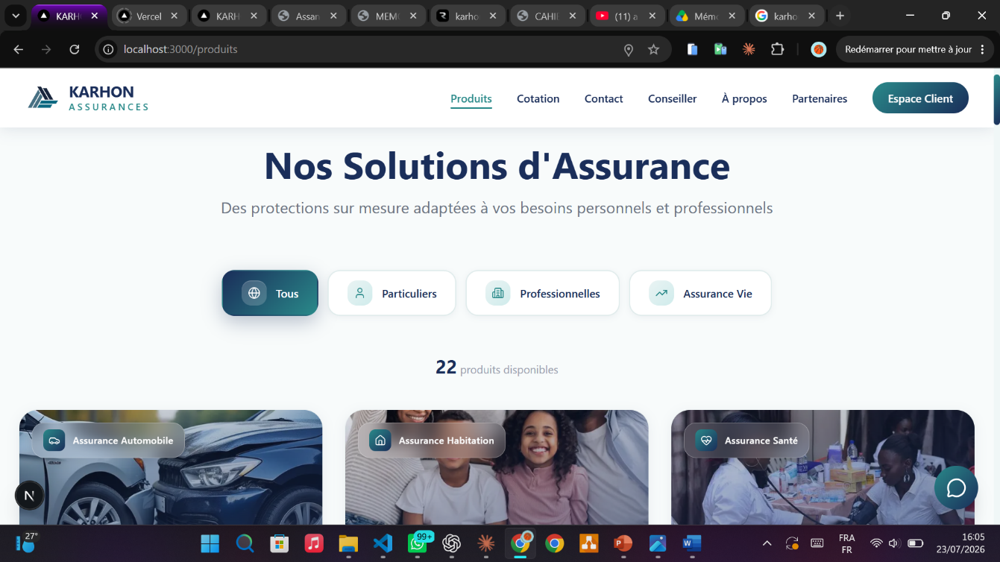 KARH
Vercel
KARH
Assan
MEMO
karho
CAHI
(11) a
Mémo
karho
localhost:3000/produits
Redémarrer pour mettre à jour
KARHON
ASSURANCES
Produits
Cotation
Contact
Conseiller
À propos
Partenaires
Espace Client
Nos Solutions d'Assurance
Des protections sur mesure adaptées à vos besoins personnels et professionnels
Tous
Particuliers
Professionnelles
Assurance Vie
22 produits disponibles
Assurance Automobile
Assurance Habitation
Assurance Santé
N
27°
99+
P
W
FRA
FR
16:05
23/07/2026